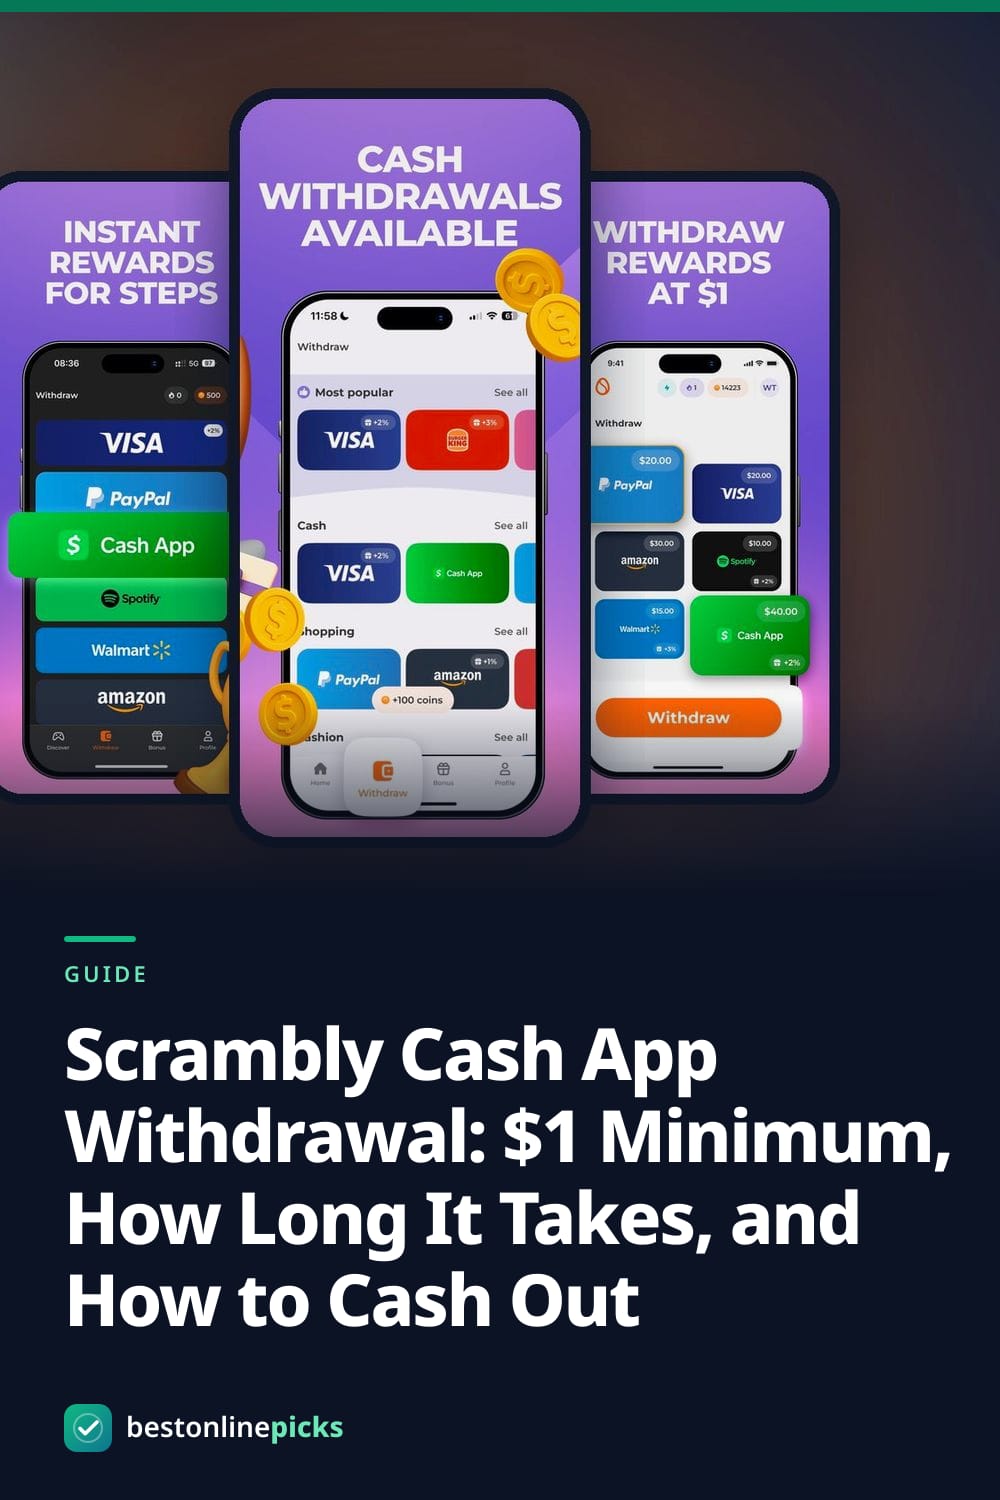 INSTANT
REWARDS
FOR STEPS
08:36
5G 97
Withdraw
0
500
VISA
+2%
PayPal
$ Cash App
Spotify
Walmart
amazon
Discover
Withdraw
Bonus
Profile
CASH
WITHDRAWALS
AVAILABLE
11:58
Withdraw
Most popular
See all
VISA
+2%
BURGER
KING
+3%
Cash
See all
VISA
+2%
$ Cash App
hopping
See all
PayPal
amazon
+1%
+100 coins
ashion
See all
Home
Withdraw
Bonus
Profile
WITHDRAW
REWARDS
AT $1
9:41
1
14223
WT
Withdraw
$20.00
PayPal
$20.00
VISA
$30.00
amazon
$10.00
Spotify
+2%
$15.00
Walmart
+3%
$40.00
$ Cash App
+2%
Withdraw
GUIDE
Scrambly Cash App
Withdrawal: $1 Minimum,
How Long It Takes, and
How to Cash Out
bestonlinepicks